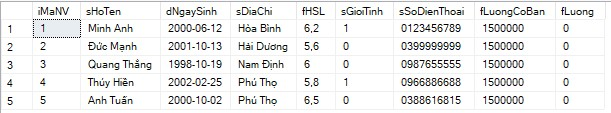 iMaNV sHoTen dNgaySinh sDiaChi fHSL sGioiTinh sSoDienThoai fLuongCoBan fLuong
1 1 Minh Anh 2000-06-12 Hòa Bình 6,2 1 0123456789 1500000 0
2 2 Đức Mạnh 2001-10-13 Hải Dương 5,6 0 0399999999 1500000 0
3 3 Quang Thắng 1998-10-19 Nam Định 6 0 0987655555 1500000 0
4 4 Thúy Hiền 2002-02-25 Phú Thọ 5,8 1 0966886688 1500000 0
5 5 Anh Tuấn 2000-10-02 Phú Thọ 6,5 0 0388616815 1500000 0